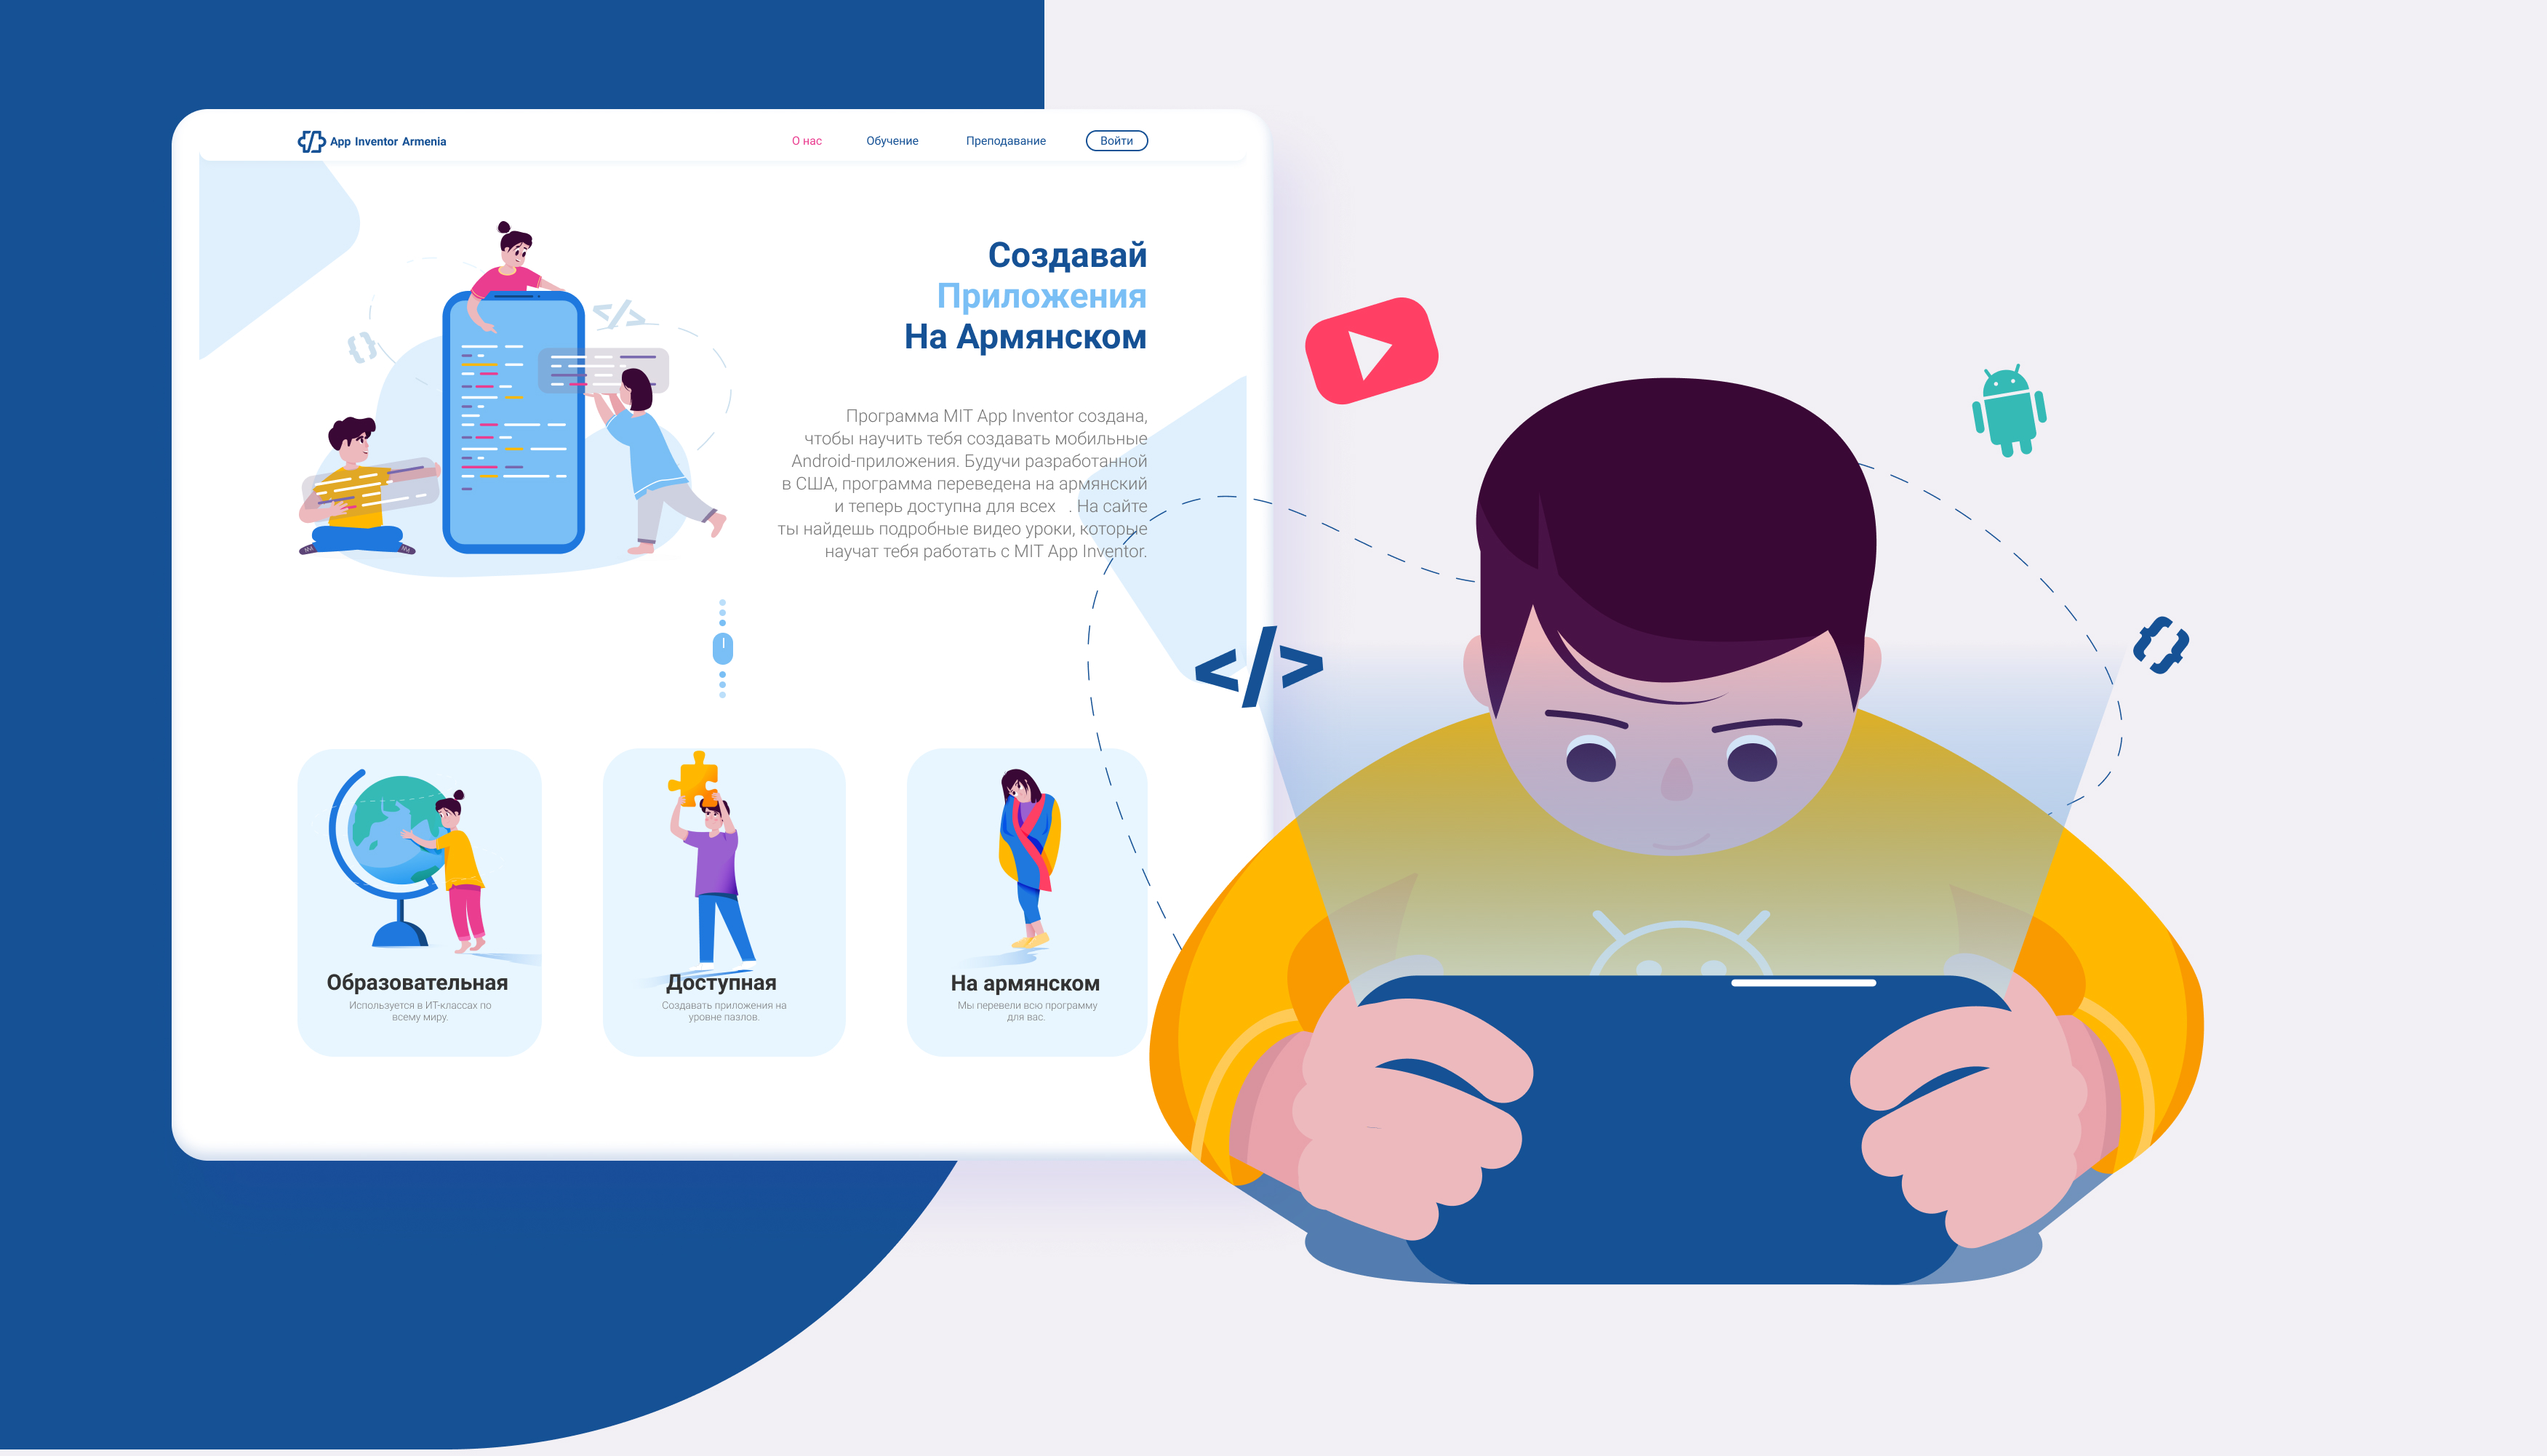 App Inventor Armenia
О нас
Обучение
Преподавание
Войти
Создавай
Приложения
На Армянском
Программа MIT App Inventor создана,
чтобы научить тебя создавать мобильные
Android-приложения. Будучи разработанной
в США, программа переведена на армянский
и теперь доступна для всех . На сайте
ты найдешь подробные видео уроки, которые
научат тебя работать с MIT App Inventor.
{}
</>
</>
{}
Образовательная
Используется в ИТ-классах по
всему миру.
Доступная
Создавать приложения на
уровне пазлов.
На армянском
Мы перевели всю программу
для вас.